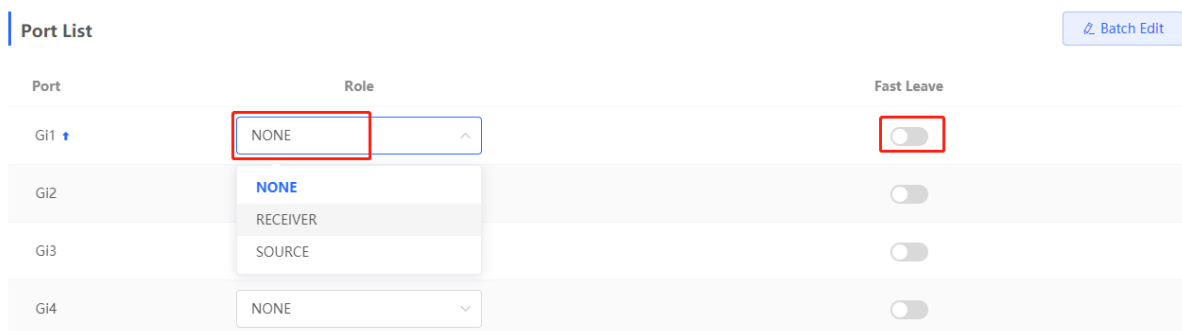 Port List
Batch Edit
Port Role Fast Leave
Gi1 NONE
NONE
Gi2
RECEIVER
Gi3
SOURCE
Gi4 NONE